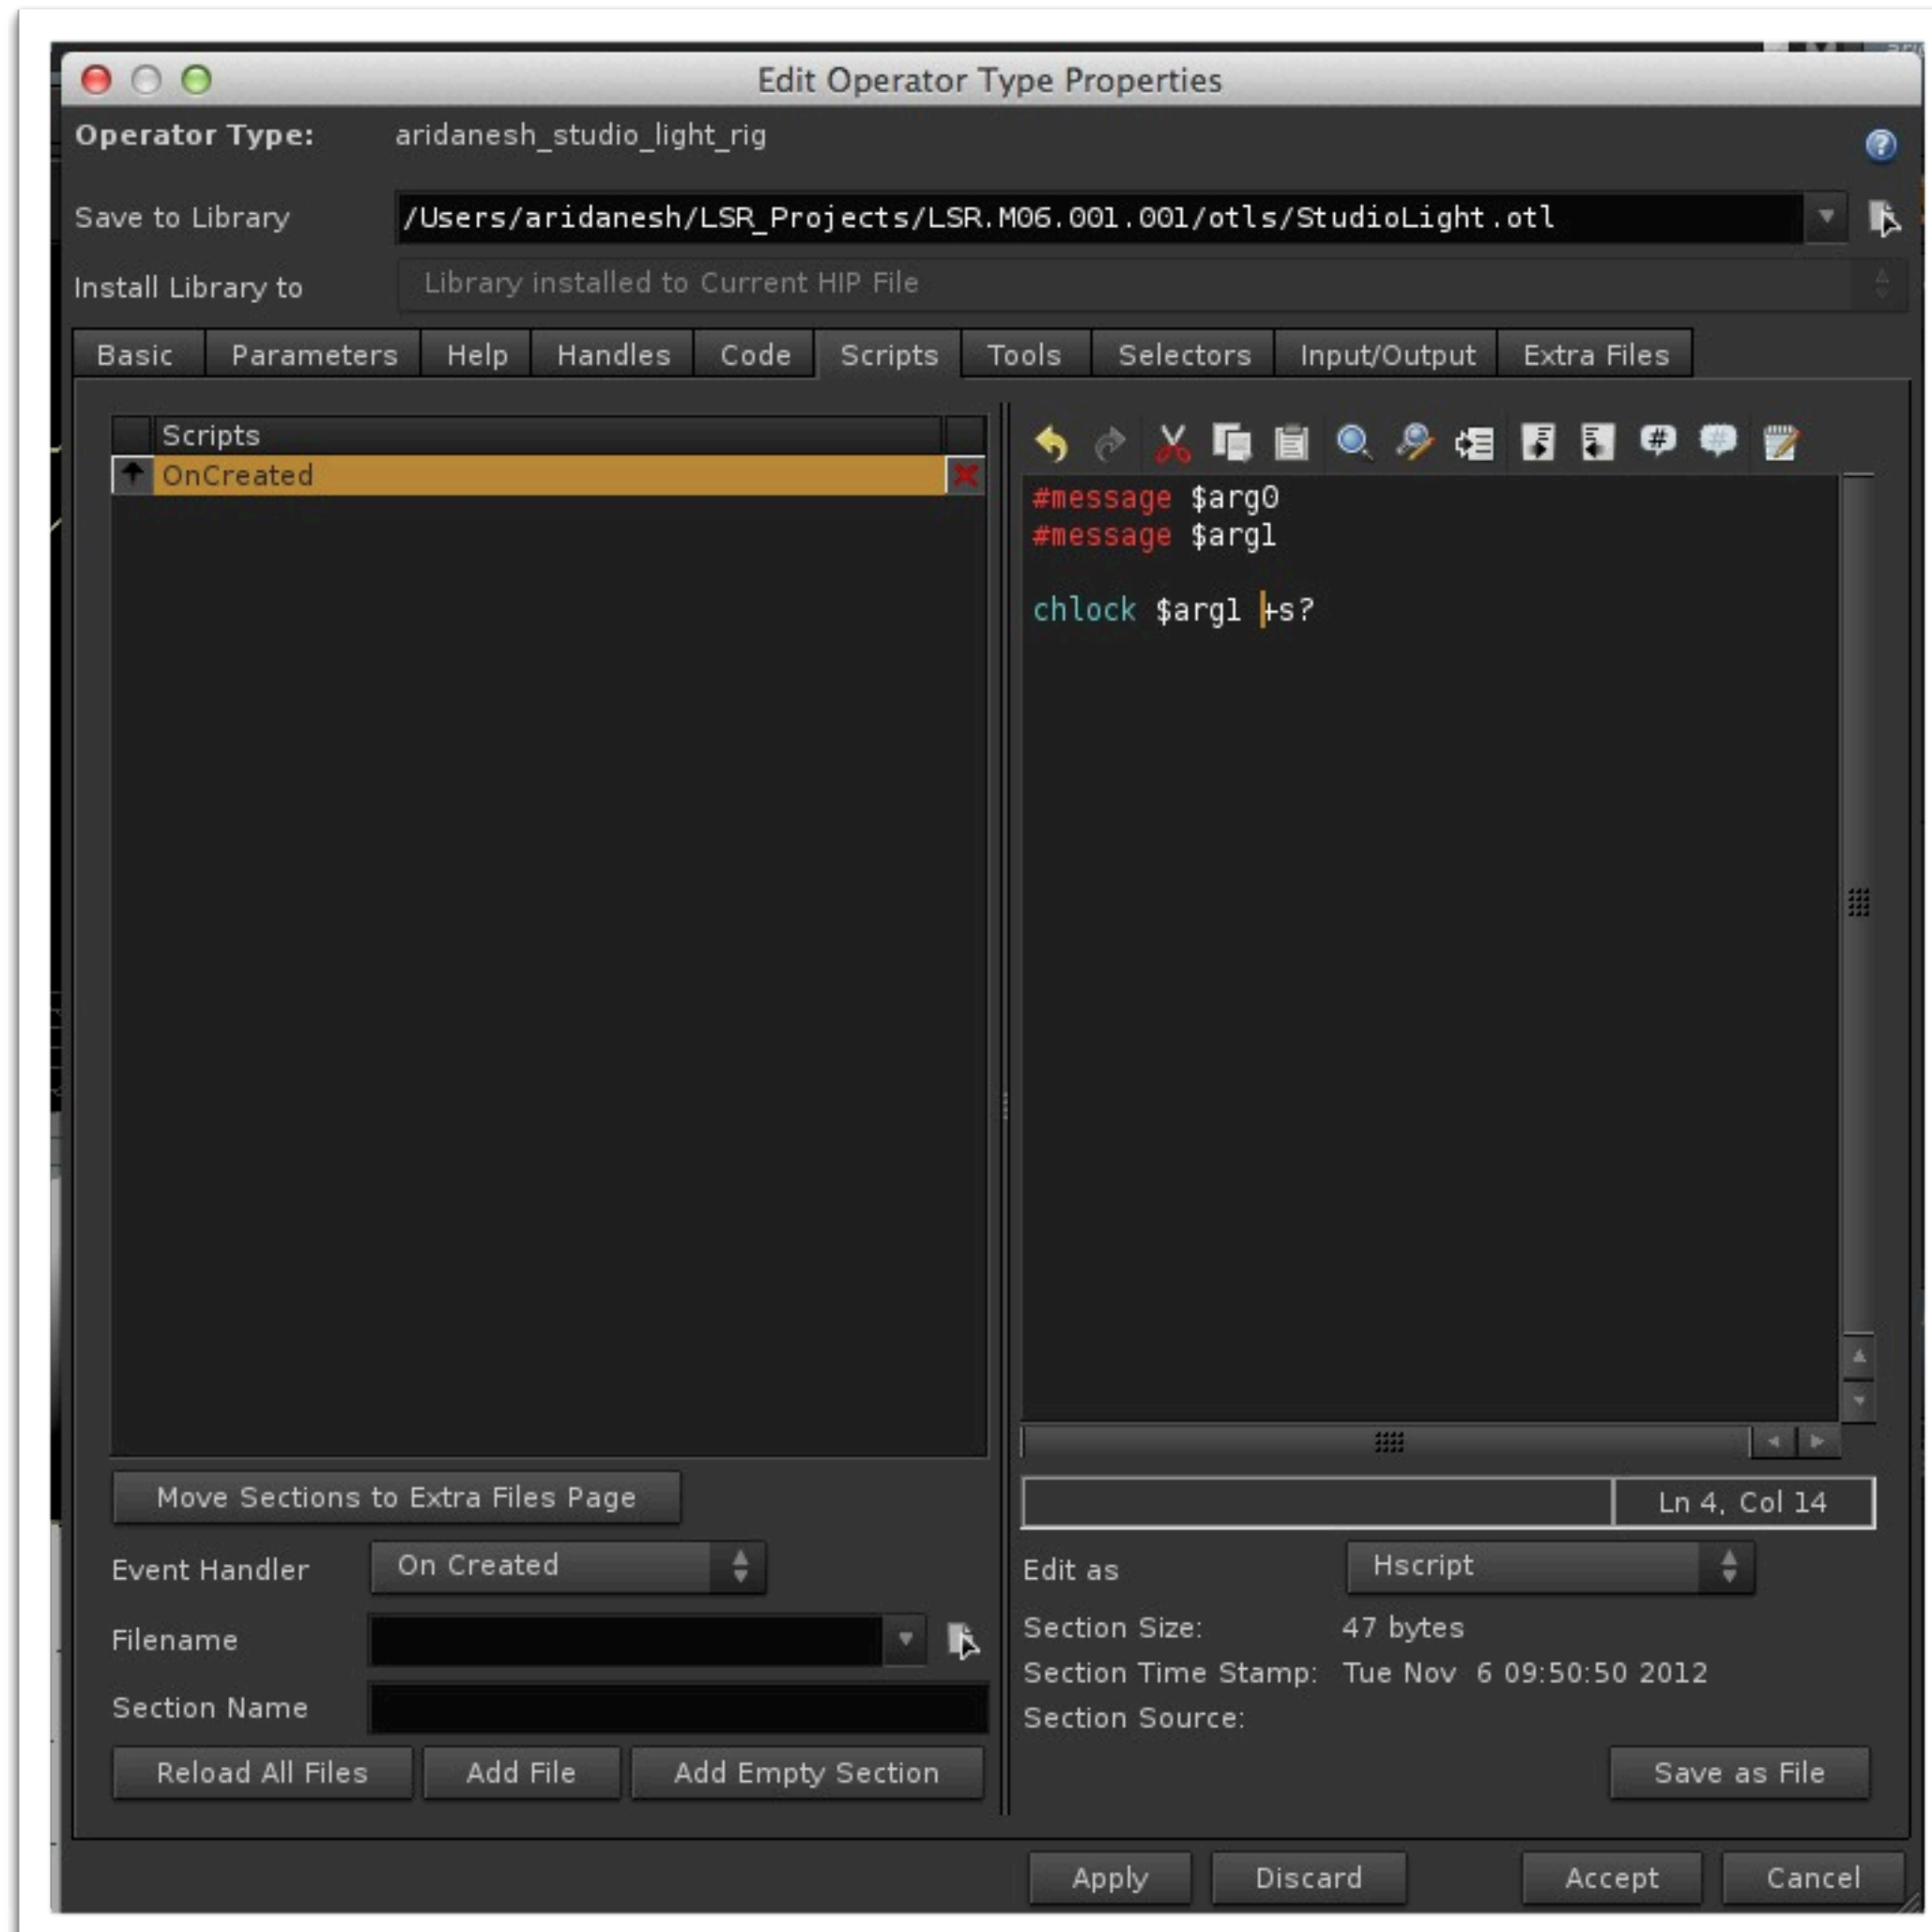 Edit Operator Type Properties
Operator Type: aridanesh_studio_light_rig
Save to Library /Users/aridanesh/LSR_Projects/LSR.M06.001.001/otls/StudioLight.otl
Install Library to Library installed to Current HIP File
Basic Parameters Help Handles Code Scripts Tools Selectors Input/Output Extra Files
Scripts
OnCreated
#message $arg0
#message $arg1
chlock $arg1 +s?
Move Sections to Extra Files Page
Ln 4, Col 14
Event Handler On Created
Edit as Hscript
Filename
Section Size: 47 bytes
Section Time Stamp: Tue Nov 6 09:50:50 2012
Section Name
Section Source:
Reload All Files Add File Add Empty Section
Save as File
Apply Discard Accept Cancel